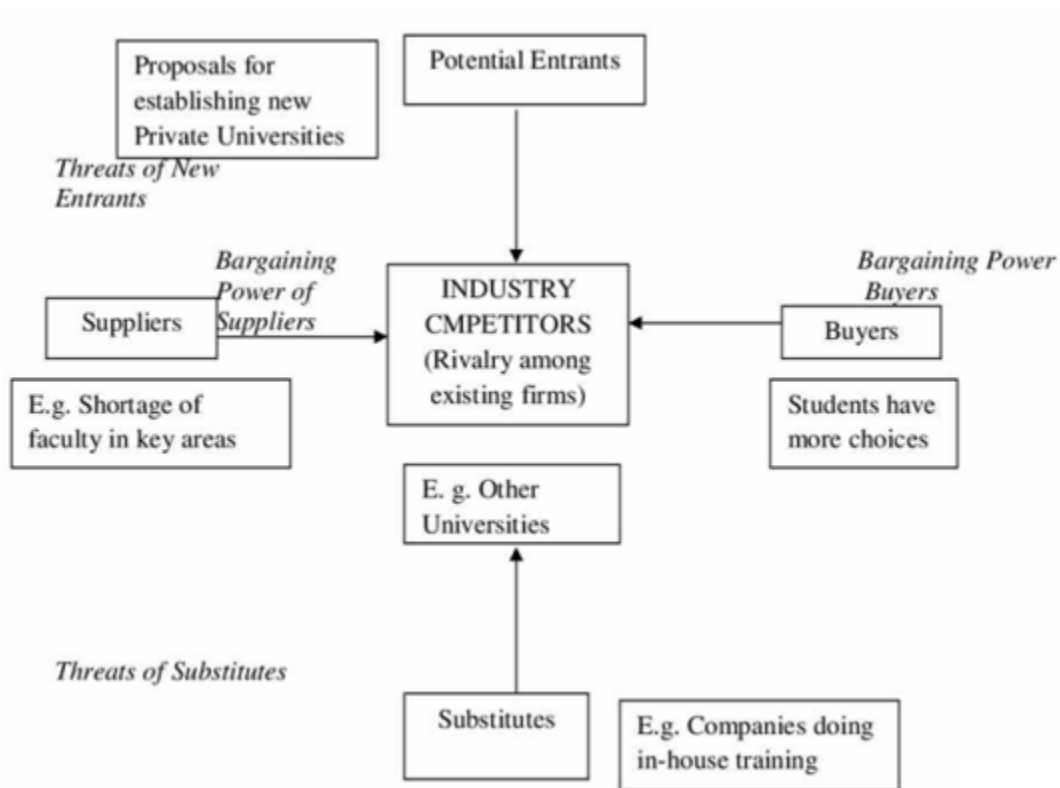 Proposals for
establishing new
Private Universities
Potential Entrants
Threats of New
Entrants
Bargaining
Power of
Suppliers
Suppliers
INDUSTRY
CMPETITORS
(Rivalry among
existing firms)
Bargaining Power
Buyers
Buyers
E.g. Shortage of
faculty in key areas
Students have
more choices
E. g. Other
Universities
Threats of Substitutes
Substitutes
E.g. Companies doing
in-house training